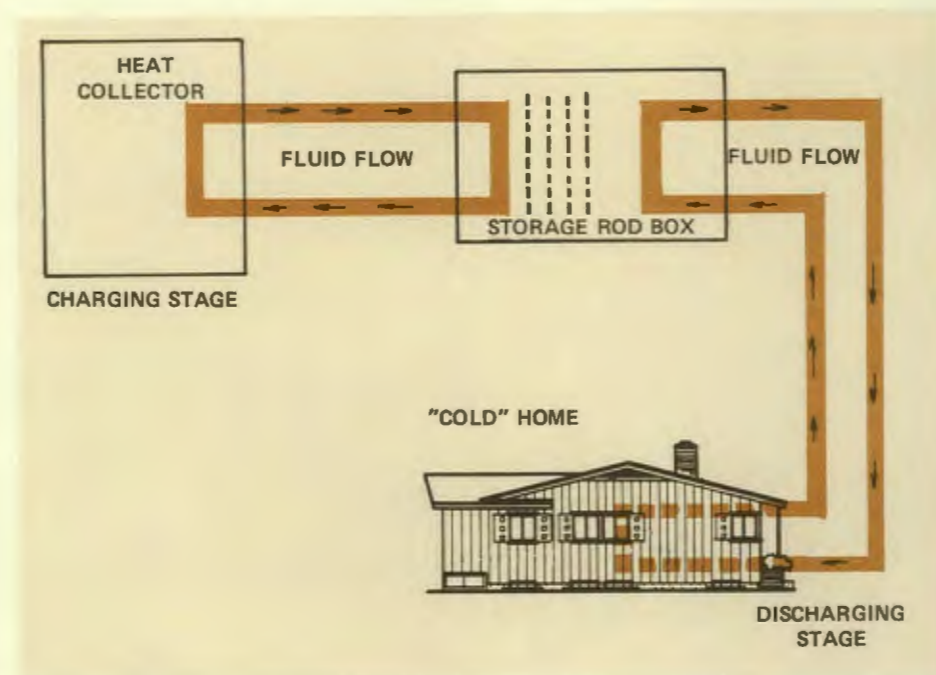 HEAT
COLLECTOR
FLUID FLOW
FLUID FLOW
STORAGE ROD BOX
CHARGING STAGE
"COLD" HOME
DISCHARGING
STAGE